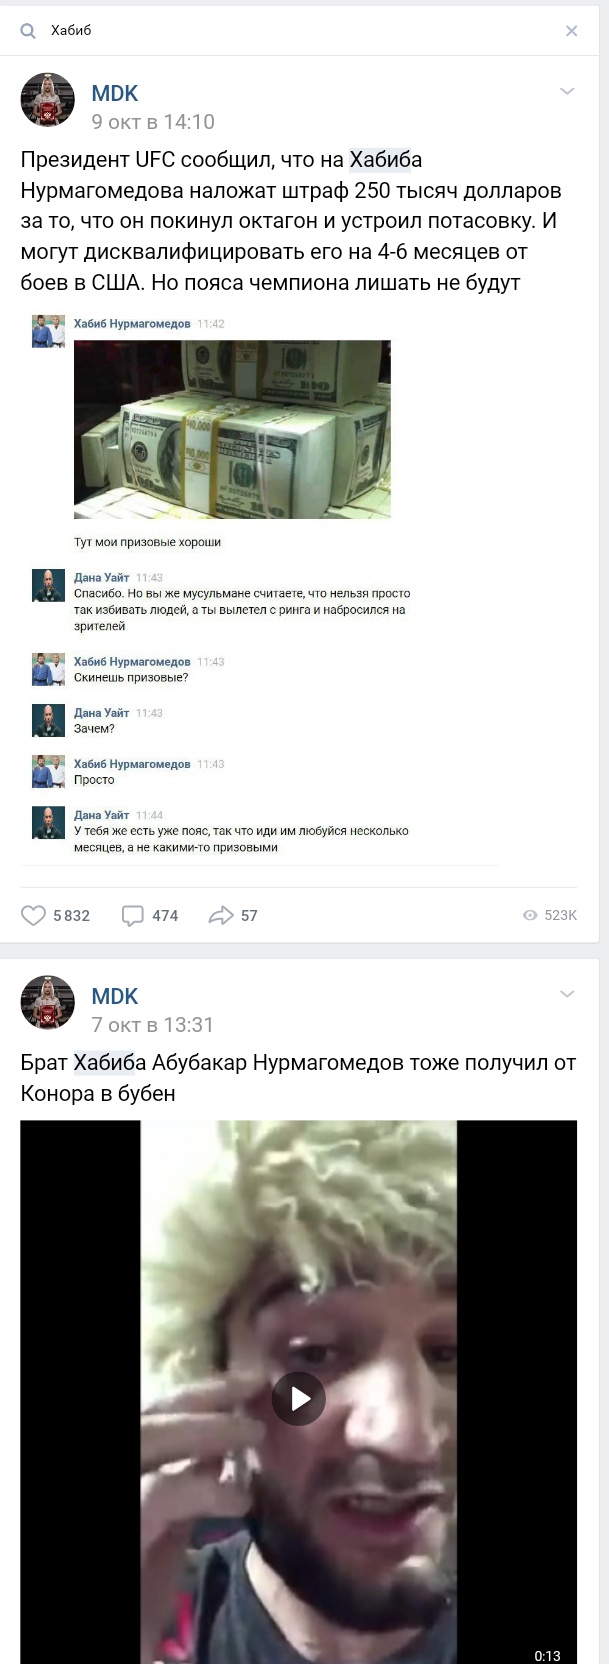 Хабиб
MDK
9 окт в 14:10
Президент UFC сообщил, что на Хабиба
Нурмагомедова наложат штраф 250 тысяч долларов
за то, что он покинул октагон и устроил потасовку. И
могут дисквалифицировать его на 4-6 месяцев от
боев в США. Но пояса чемпиона лишать не будут
Хабиб Нурмагомедов 11:42
$10,000
100
Тут мои призовые хороши
Дана Уайт 11:43
Спасибо. Но вы же мусульмане считаете, что нельзя просто
так избивать людей, а ты вылетел с ринга и набросился на
зрителей
Хабиб Нурмагомедов 11:43
Скинешь призовые?
Дана Уайт 11:43
Зачем?
Хабиб Нурмагомедов 11:43
Просто
Дана Уайт 11:44
У тебя же есть уже пояс, так что иди им любуйся несколько
месяцев, а не какими-то призовыми
5 832 474 57 523K
MDK
7 окт в 13:31
Брат Хабиба Абубакар Нурмагомедов тоже получил от
Конора в бубен
0:13